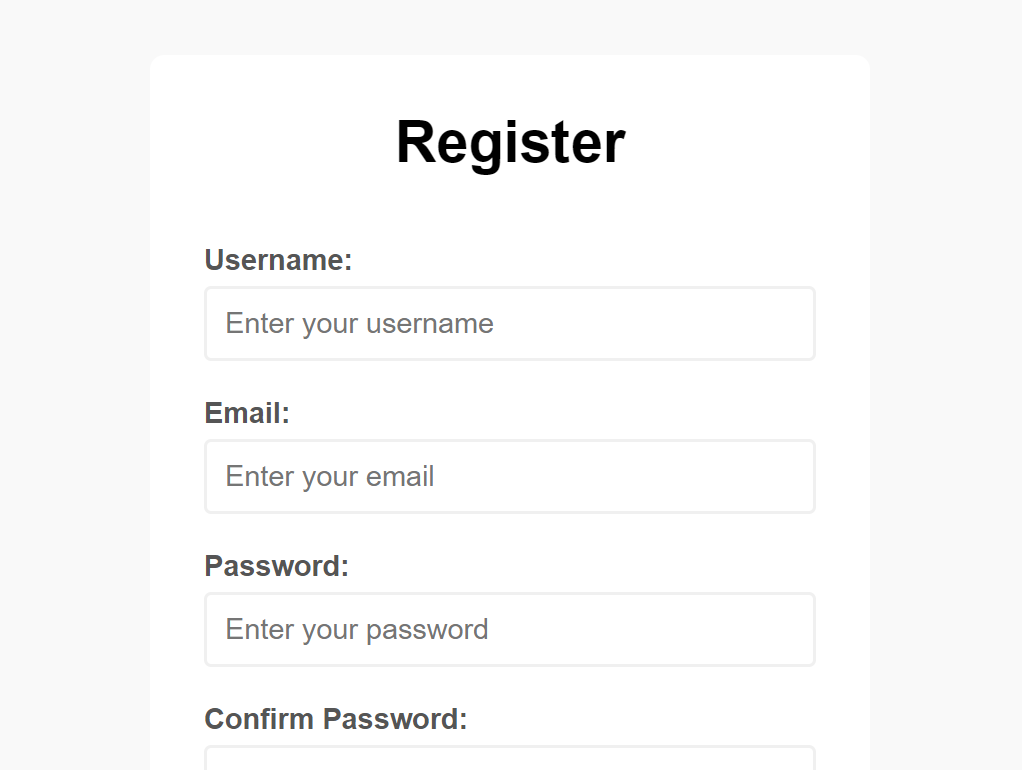 Register
Username:
Enter your username
Email:
Enter your email
Password:
Enter your password
Confirm Password: